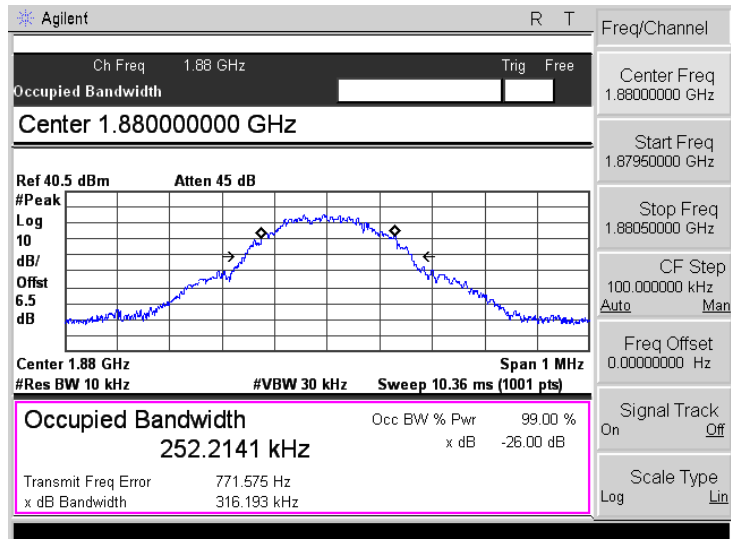 Agilent R T
Freq/Channel
Ch Freq 1.88 GHz Trig Free
Occupied Bandwidth
Center 1.880000000 GHz
Ref 40.5 dBm Atten 45 dB
#Peak
Log
10
dB/
Offst
6.5
dB
Center 1.88 GHz Span 1 MHz
#Res BW 10 kHz #VBW 30 kHz Sweep 10.36 ms (1001 pts)
Occupied Bandwidth Occ BW % Pwr 99.00 %
252.2141 kHz x dB -26.00 dB
Transmit Freq Error 771.575 Hz
x dB Bandwidth 316.193 kHz
Center Freq
1.88000000 GHz
Start Freq
1.87950000 GHz
Stop Freq
1.88050000 GHz
CF Step
100.000000 kHz
Auto Man
Freq Offset
0.00000000 Hz
Signal Track
On Off
Scale Type
Log Lin